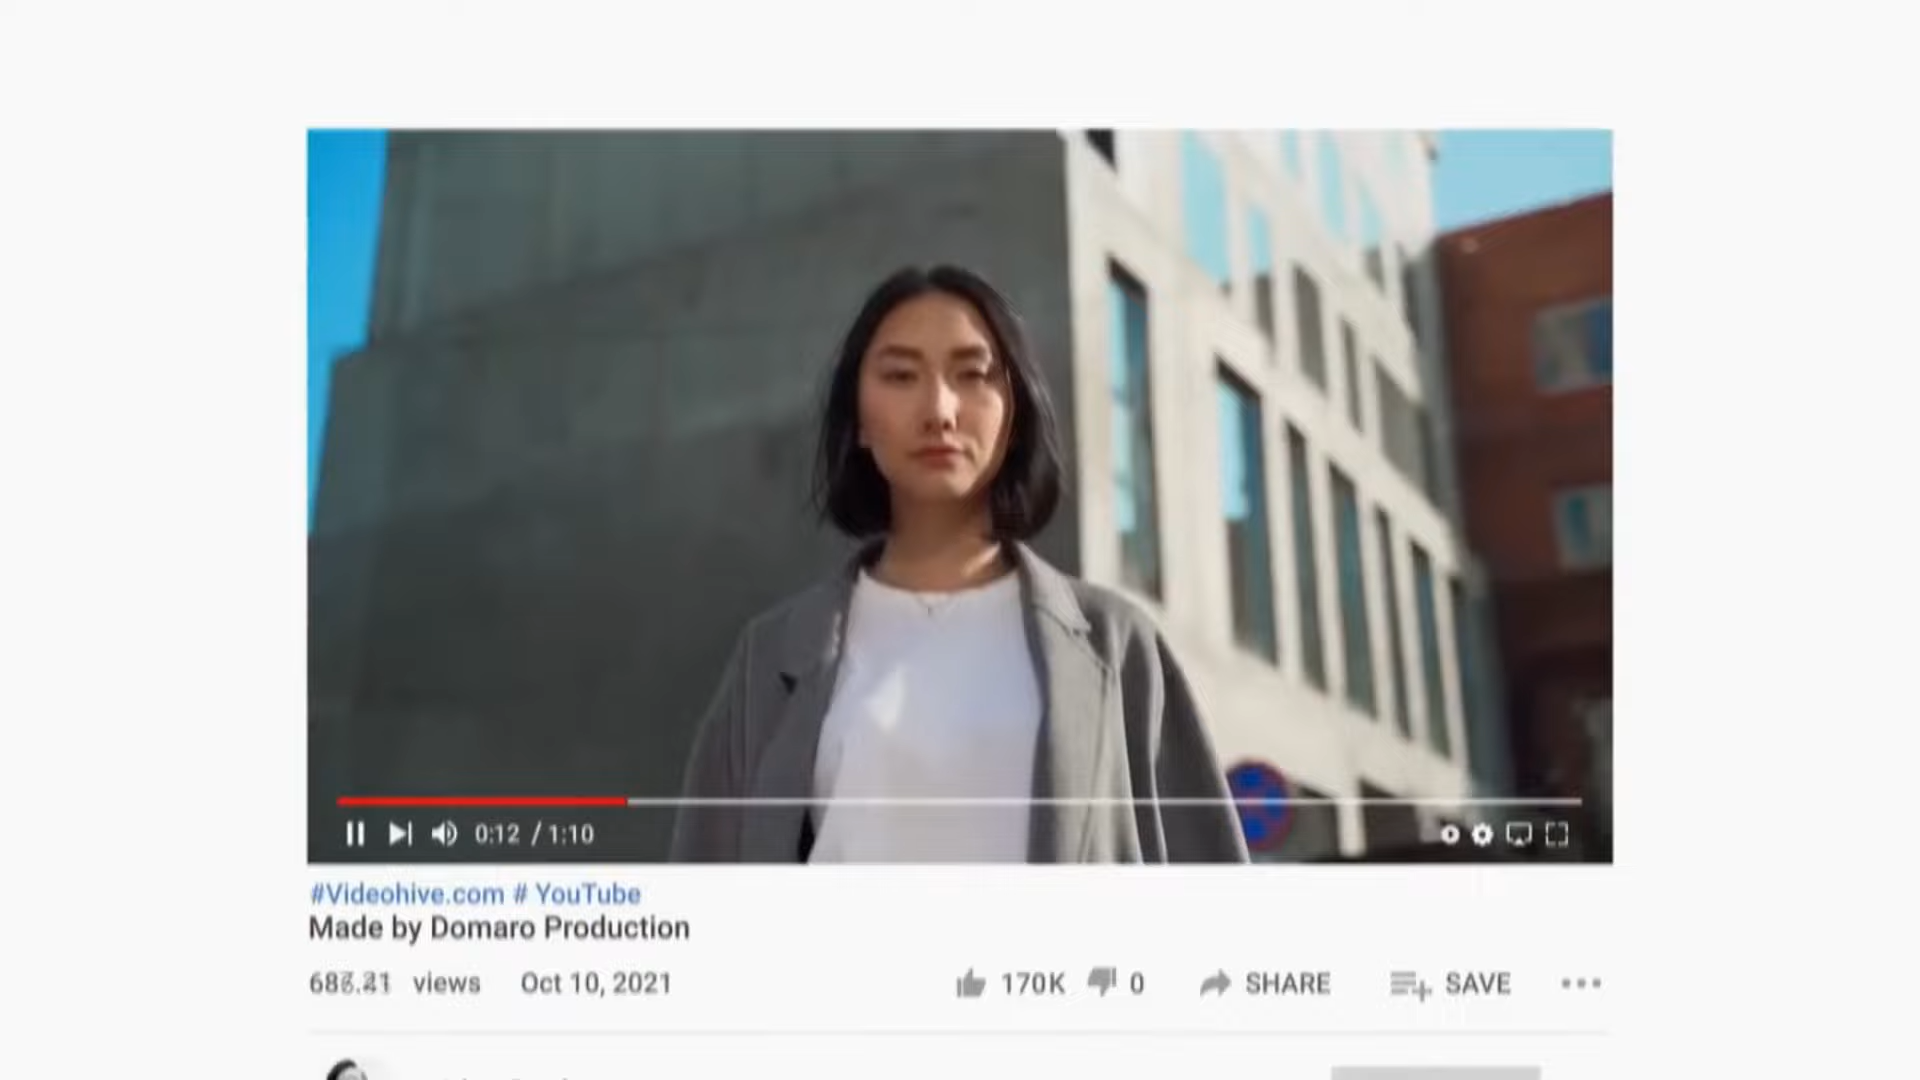 0:12 / 1:10
#Videohive.com # YouTube
Made by Domaro Production
views Oct 10, 2021 170K 0 SHARE SAVE